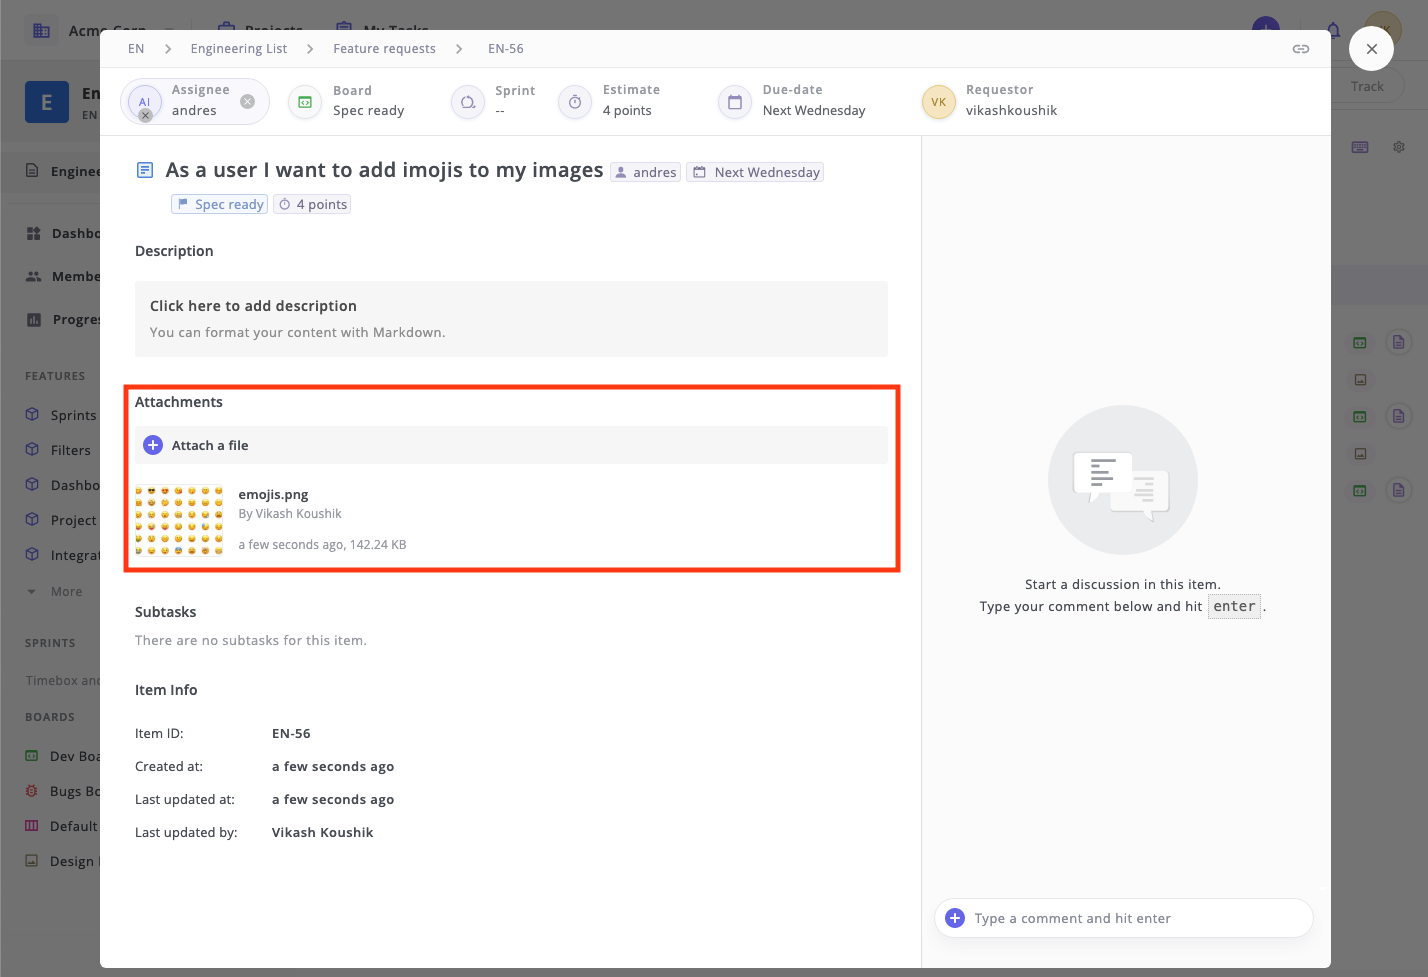 Acme Corp
Projects
My Tasks
EN
Engineering List
Feature requests
EN-56
E
En
EN
Assignee
AI
andres
Board
Spec ready
Sprint
--
Estimate
4 points
Due-date
Next Wednesday
VK
Requestor
vikashkoushik
Track
Enginee
Dashbo
Membe
Progres
FEATURES
Sprints
Filters
Dashbo
Project
Integrat
More
SPRINTS
Timebox and
BOARDS
Dev Boa
Bugs Bo
Default
Design
As a user I want to add imojis to my images
andres
Next Wednesday
Spec ready
4 points
Description
Click here to add description
You can format your content with Markdown.
Attachments
Attach a file
emojis.png
By Vikash Koushik
a few seconds ago, 142.24 KB
Subtasks
There are no subtasks for this item.
Item Info
Item ID: EN-56
Created at: a few seconds ago
Last updated at: a few seconds ago
Last updated by: Vikash Koushik
Start a discussion in this item.
Type your comment below and hit enter .
Type a comment and hit enter